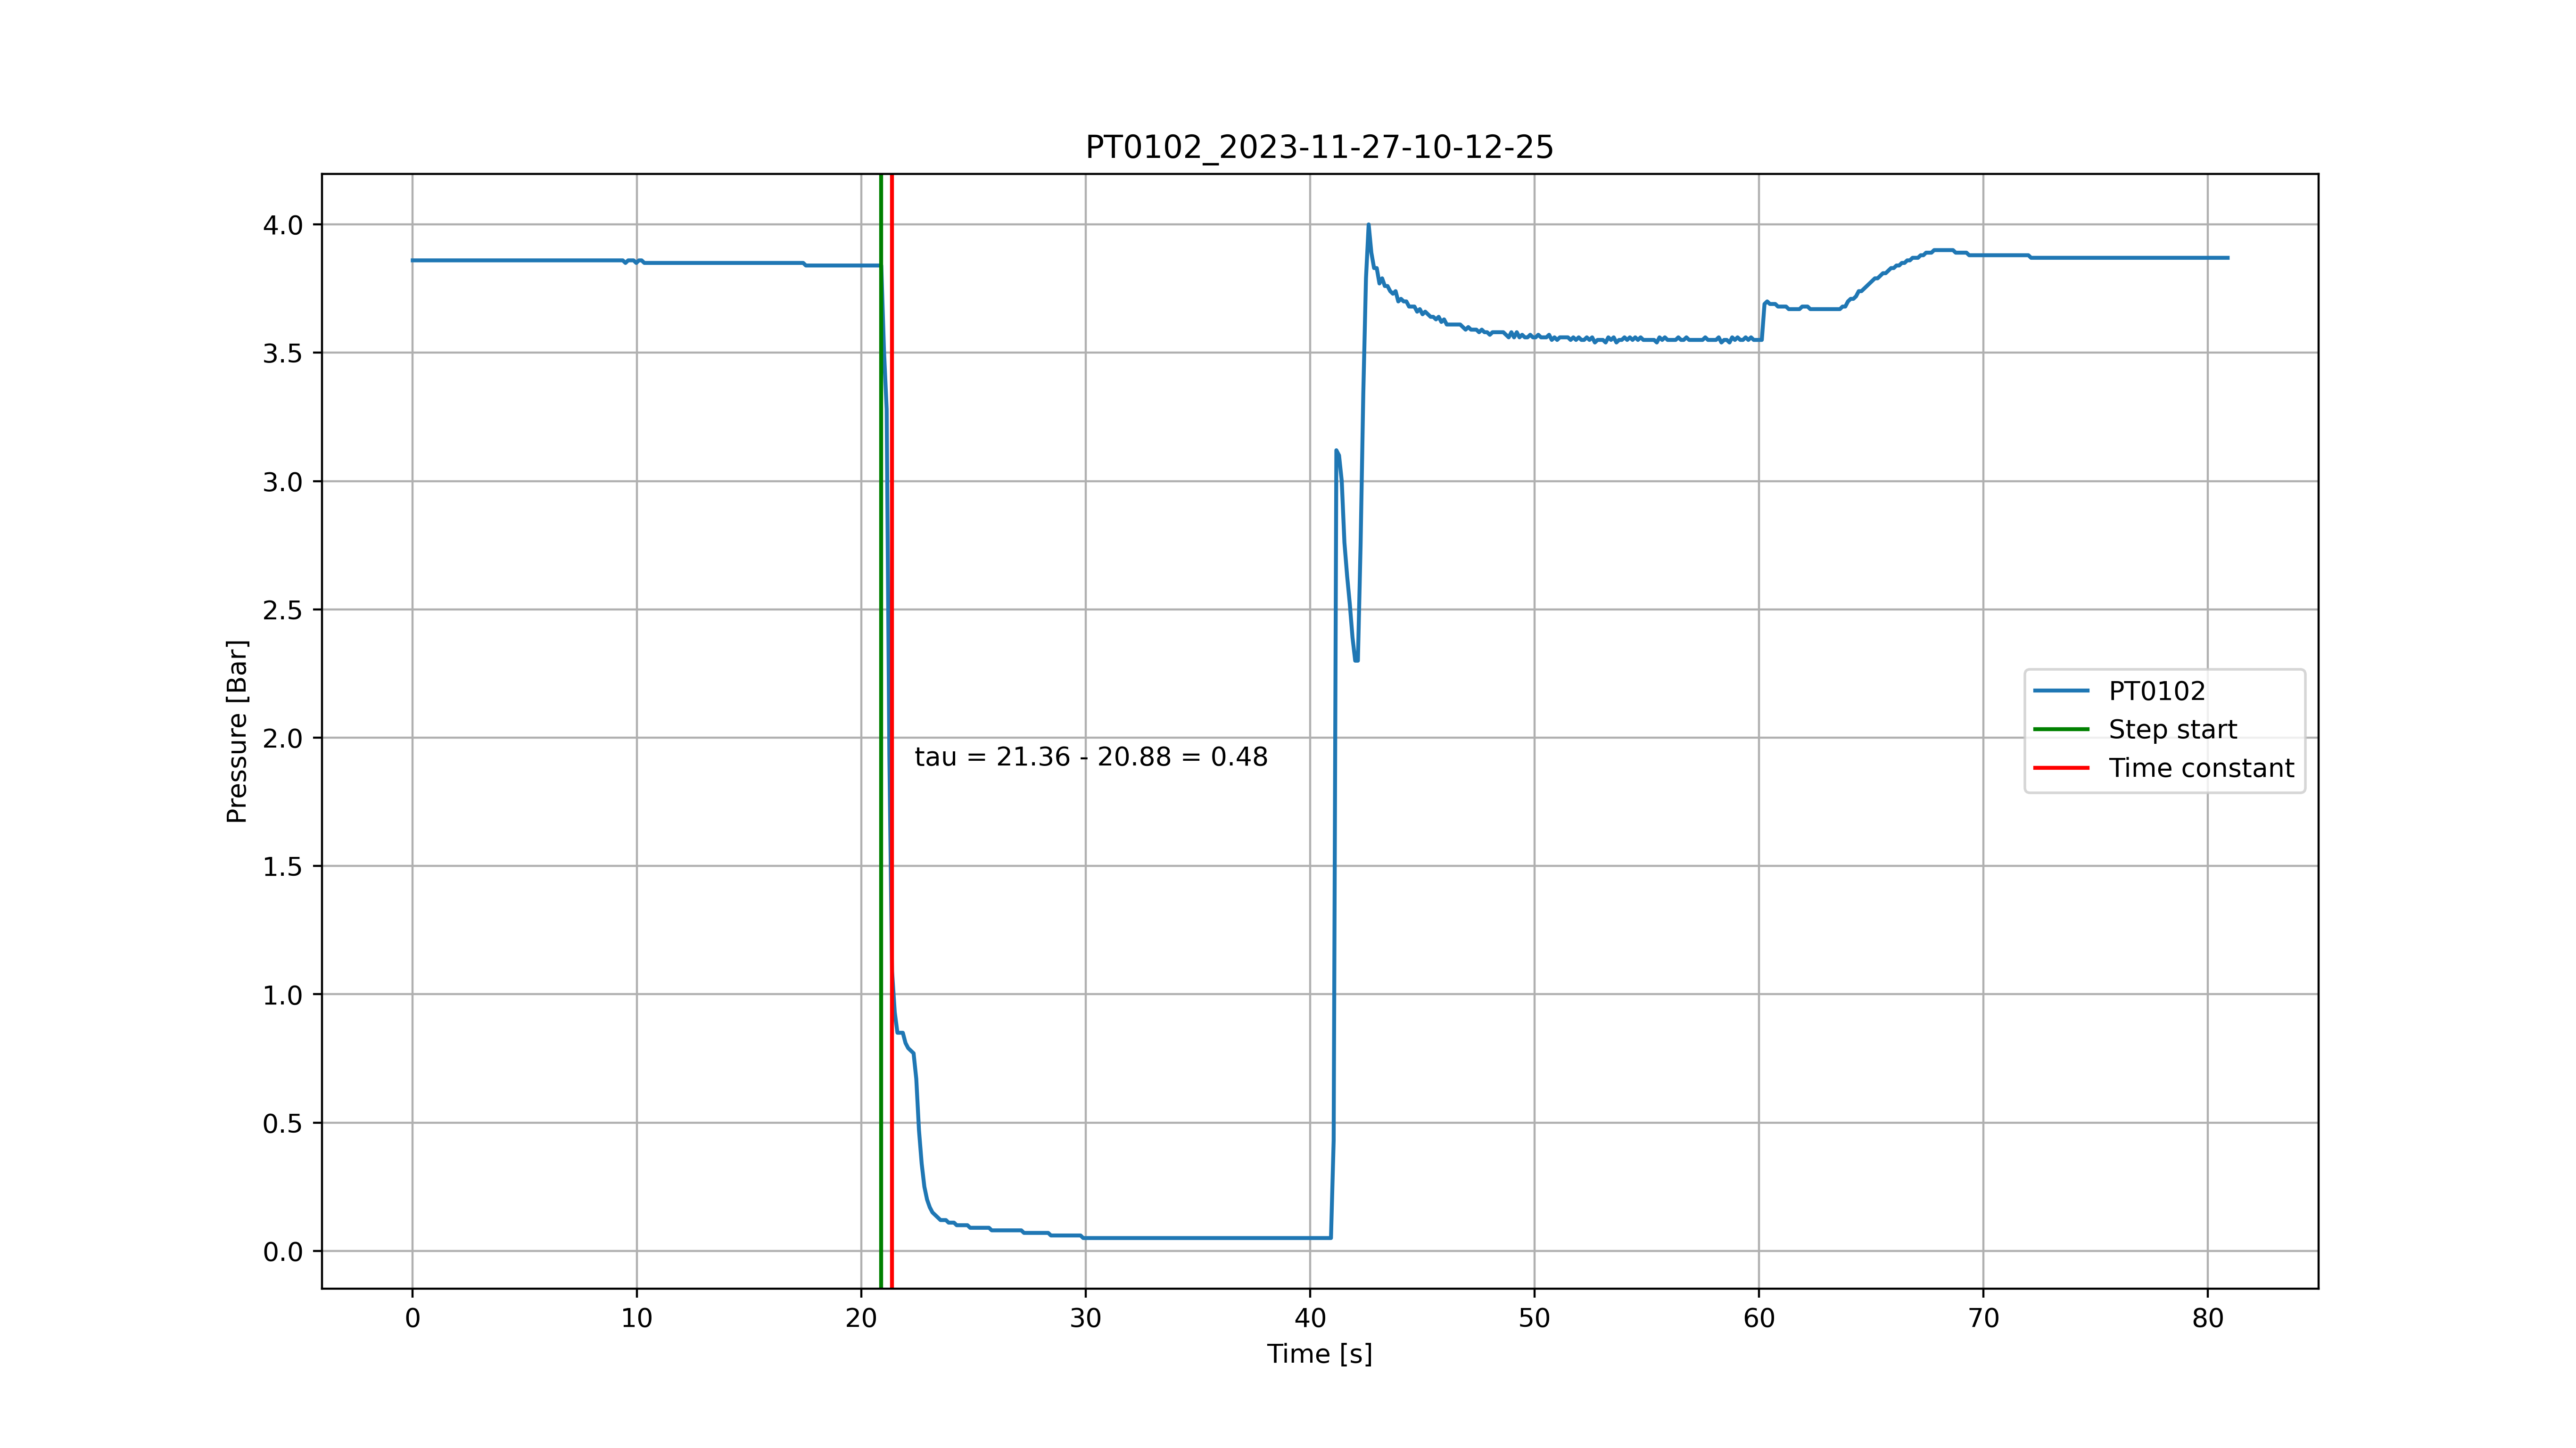 PT0102_2023-11-27-10-12-25
4.0
3.5
3.0
2.5
2.0
1.5
1.0
0.5
0.0
Pressure [Bar]
tau = 21.36 - 20.88 = 0.48
PT0102
Step start
Time constant
0 10 20 30 40 50 60 70 80
Time [s]